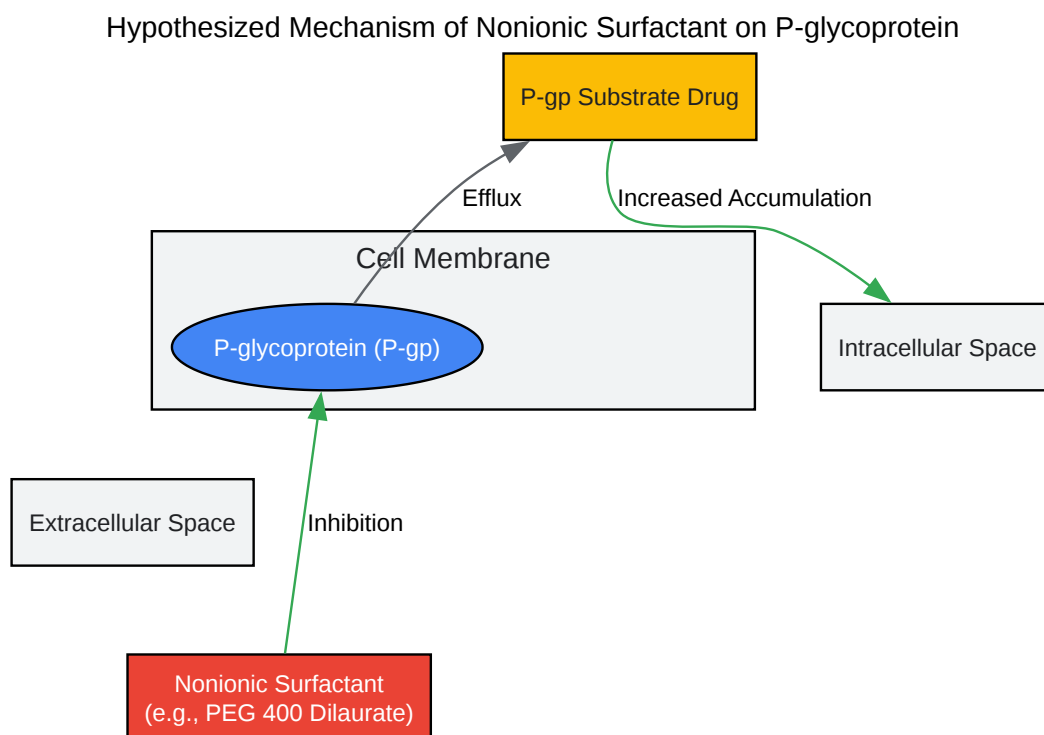 Hypothesized Mechanism of Nonionic Surfactant on P-glycoprotein
P-gp Substrate Drug
Efflux
Increased Accumulation
Cell Membrane
P-glycoprotein (P-gp)
Intracellular Space
Extracellular Space
Inhibition
Nonionic Surfactant
(e.g., PEG 400 Dilaurate)